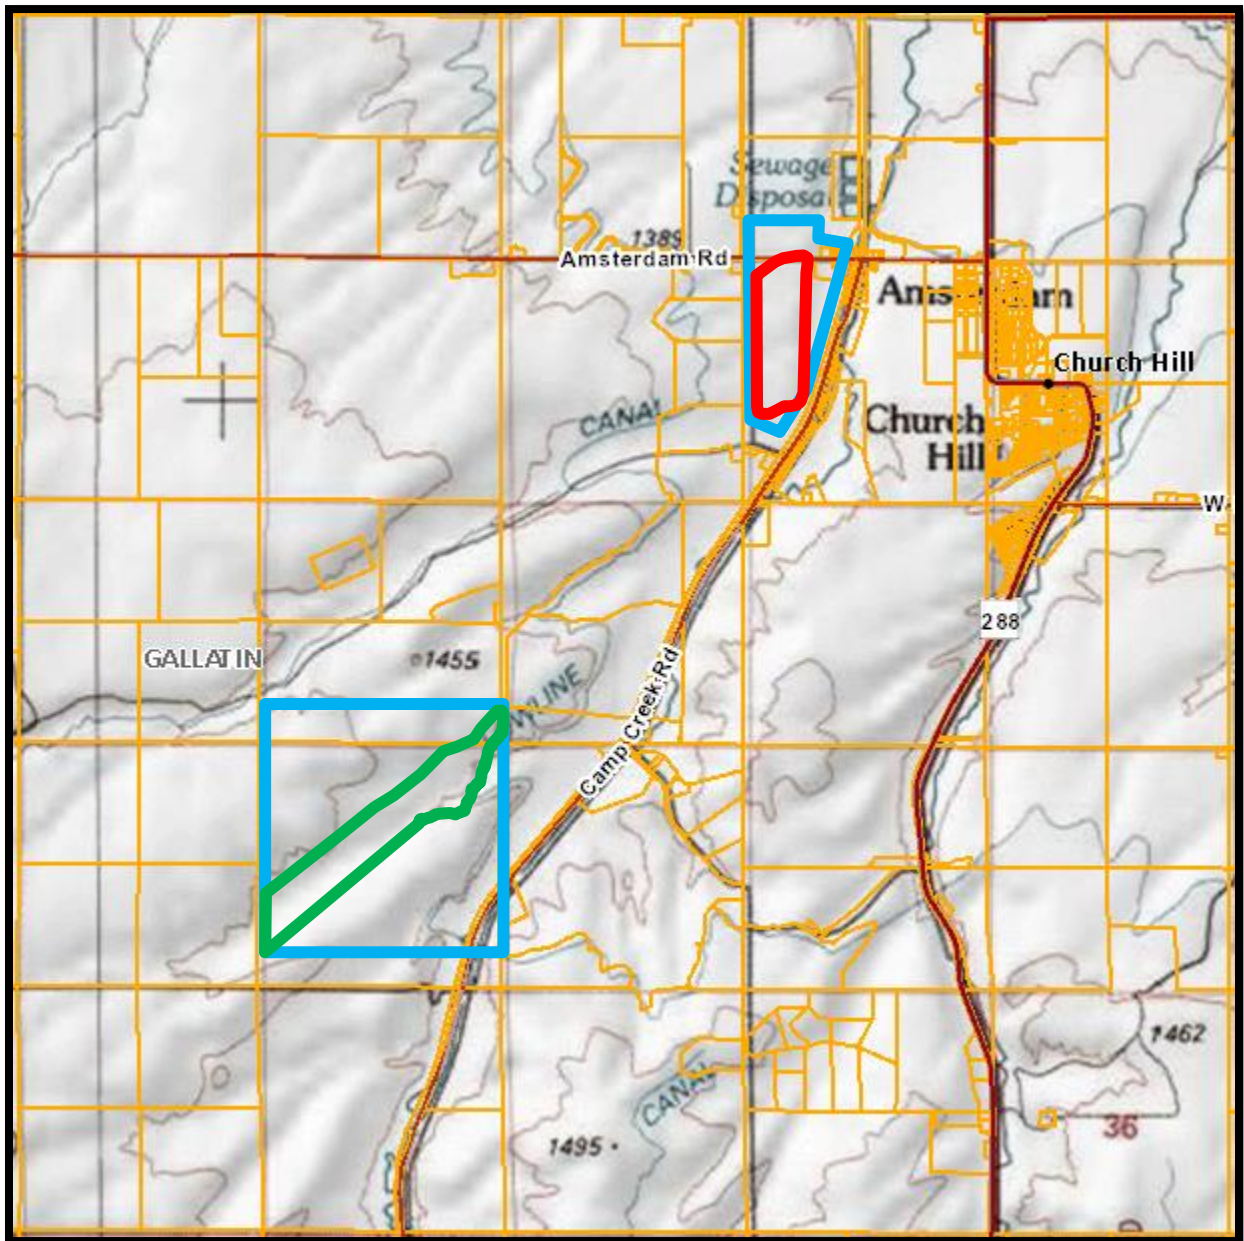 Sewage
Disposal
1389
Amsterdam Rd
Amsterdam
Church Hill
CANAL
Church
Hill
W
288
GALLATIN
1455
Camp Creek Rd
1462
CANAL
36
1495